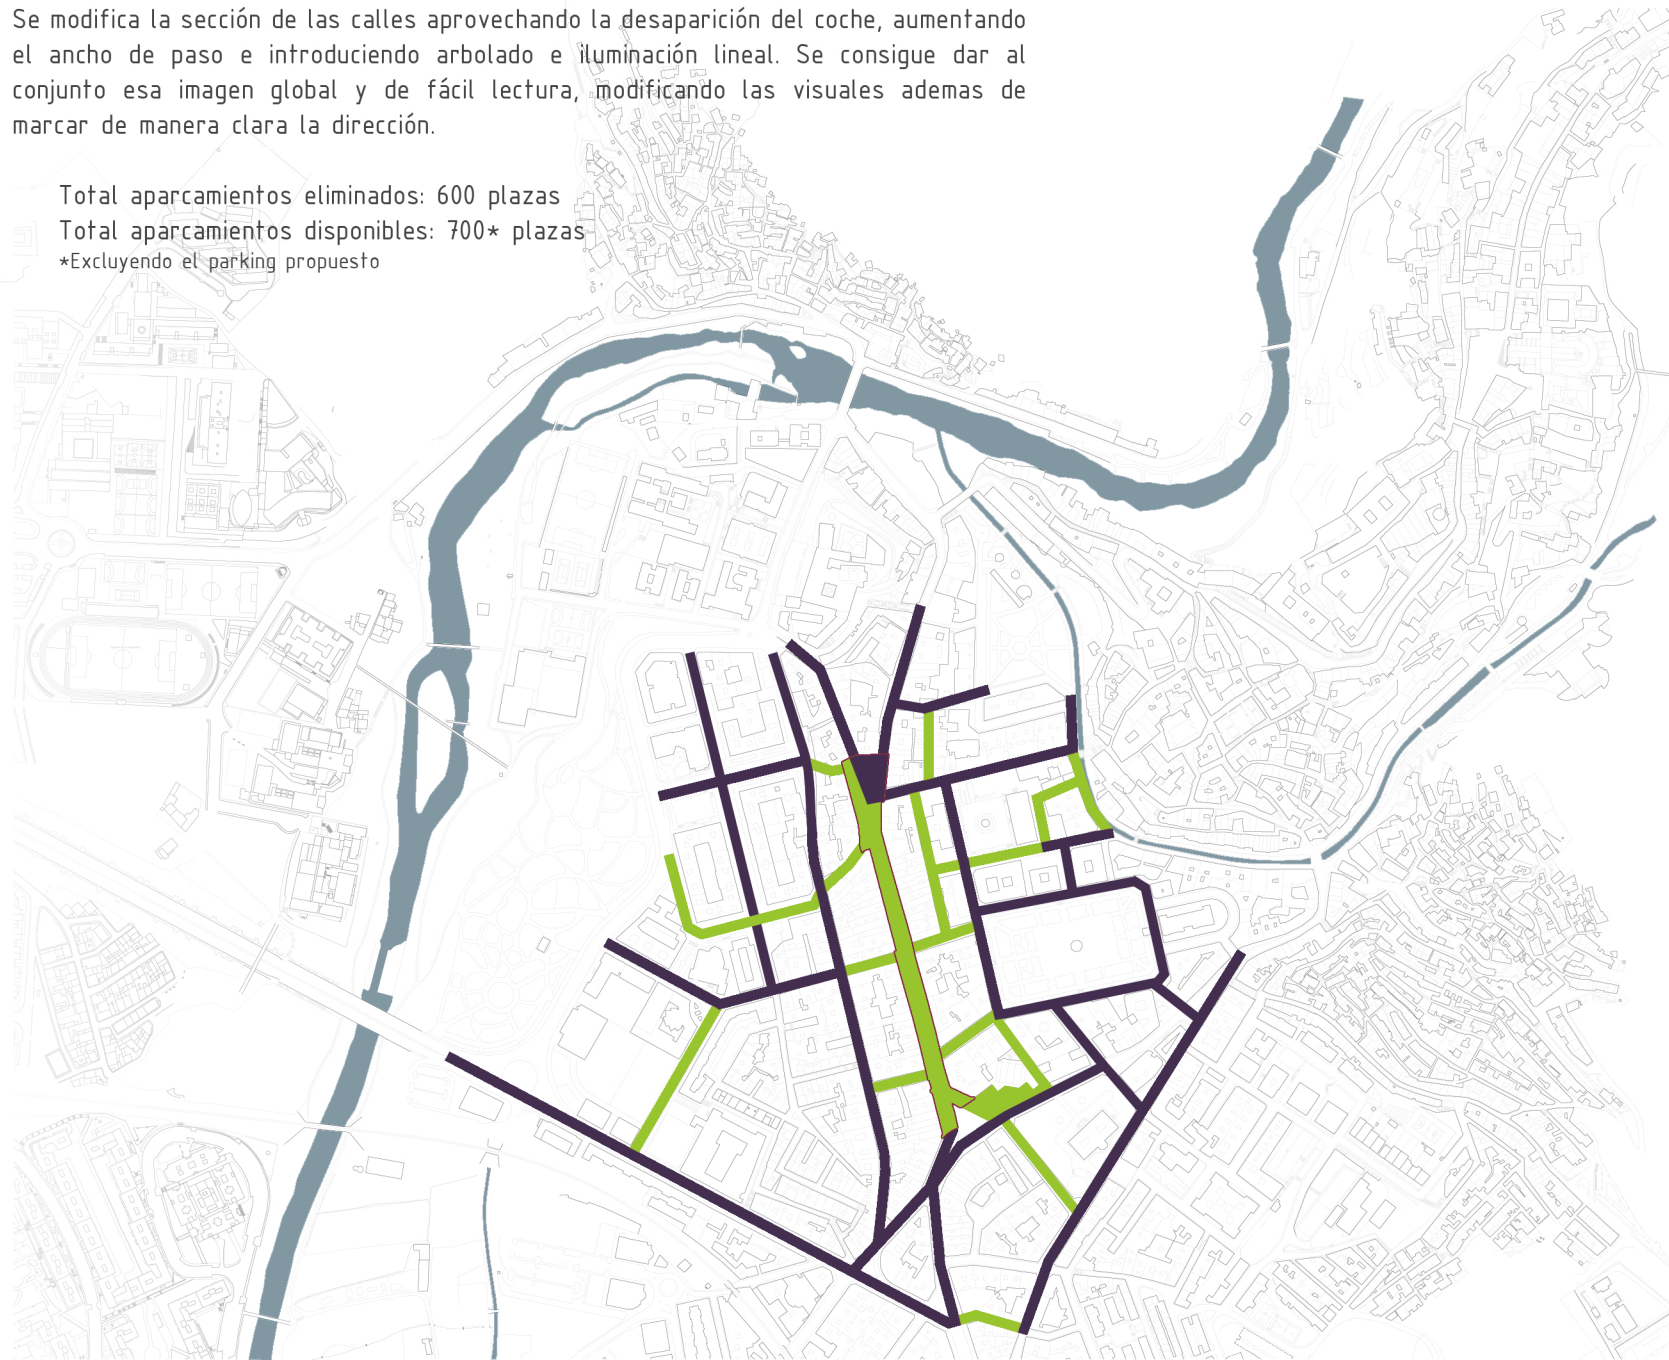 Se modifica la sección de las calles aprovechando la desaparición del coche, aumentando
el ancho de paso e introduciendo arbolado e iluminación lineal. Se consigue dar al
conjunto esa imagen global y de fácil lectura, modificando las visuales ademas de
marcar de manera clara la dirección.
Total aparcamientos eliminados: 600 plazas
Total aparcamientos disponibles: 700* plazas
*Excluyendo el parking propuesto